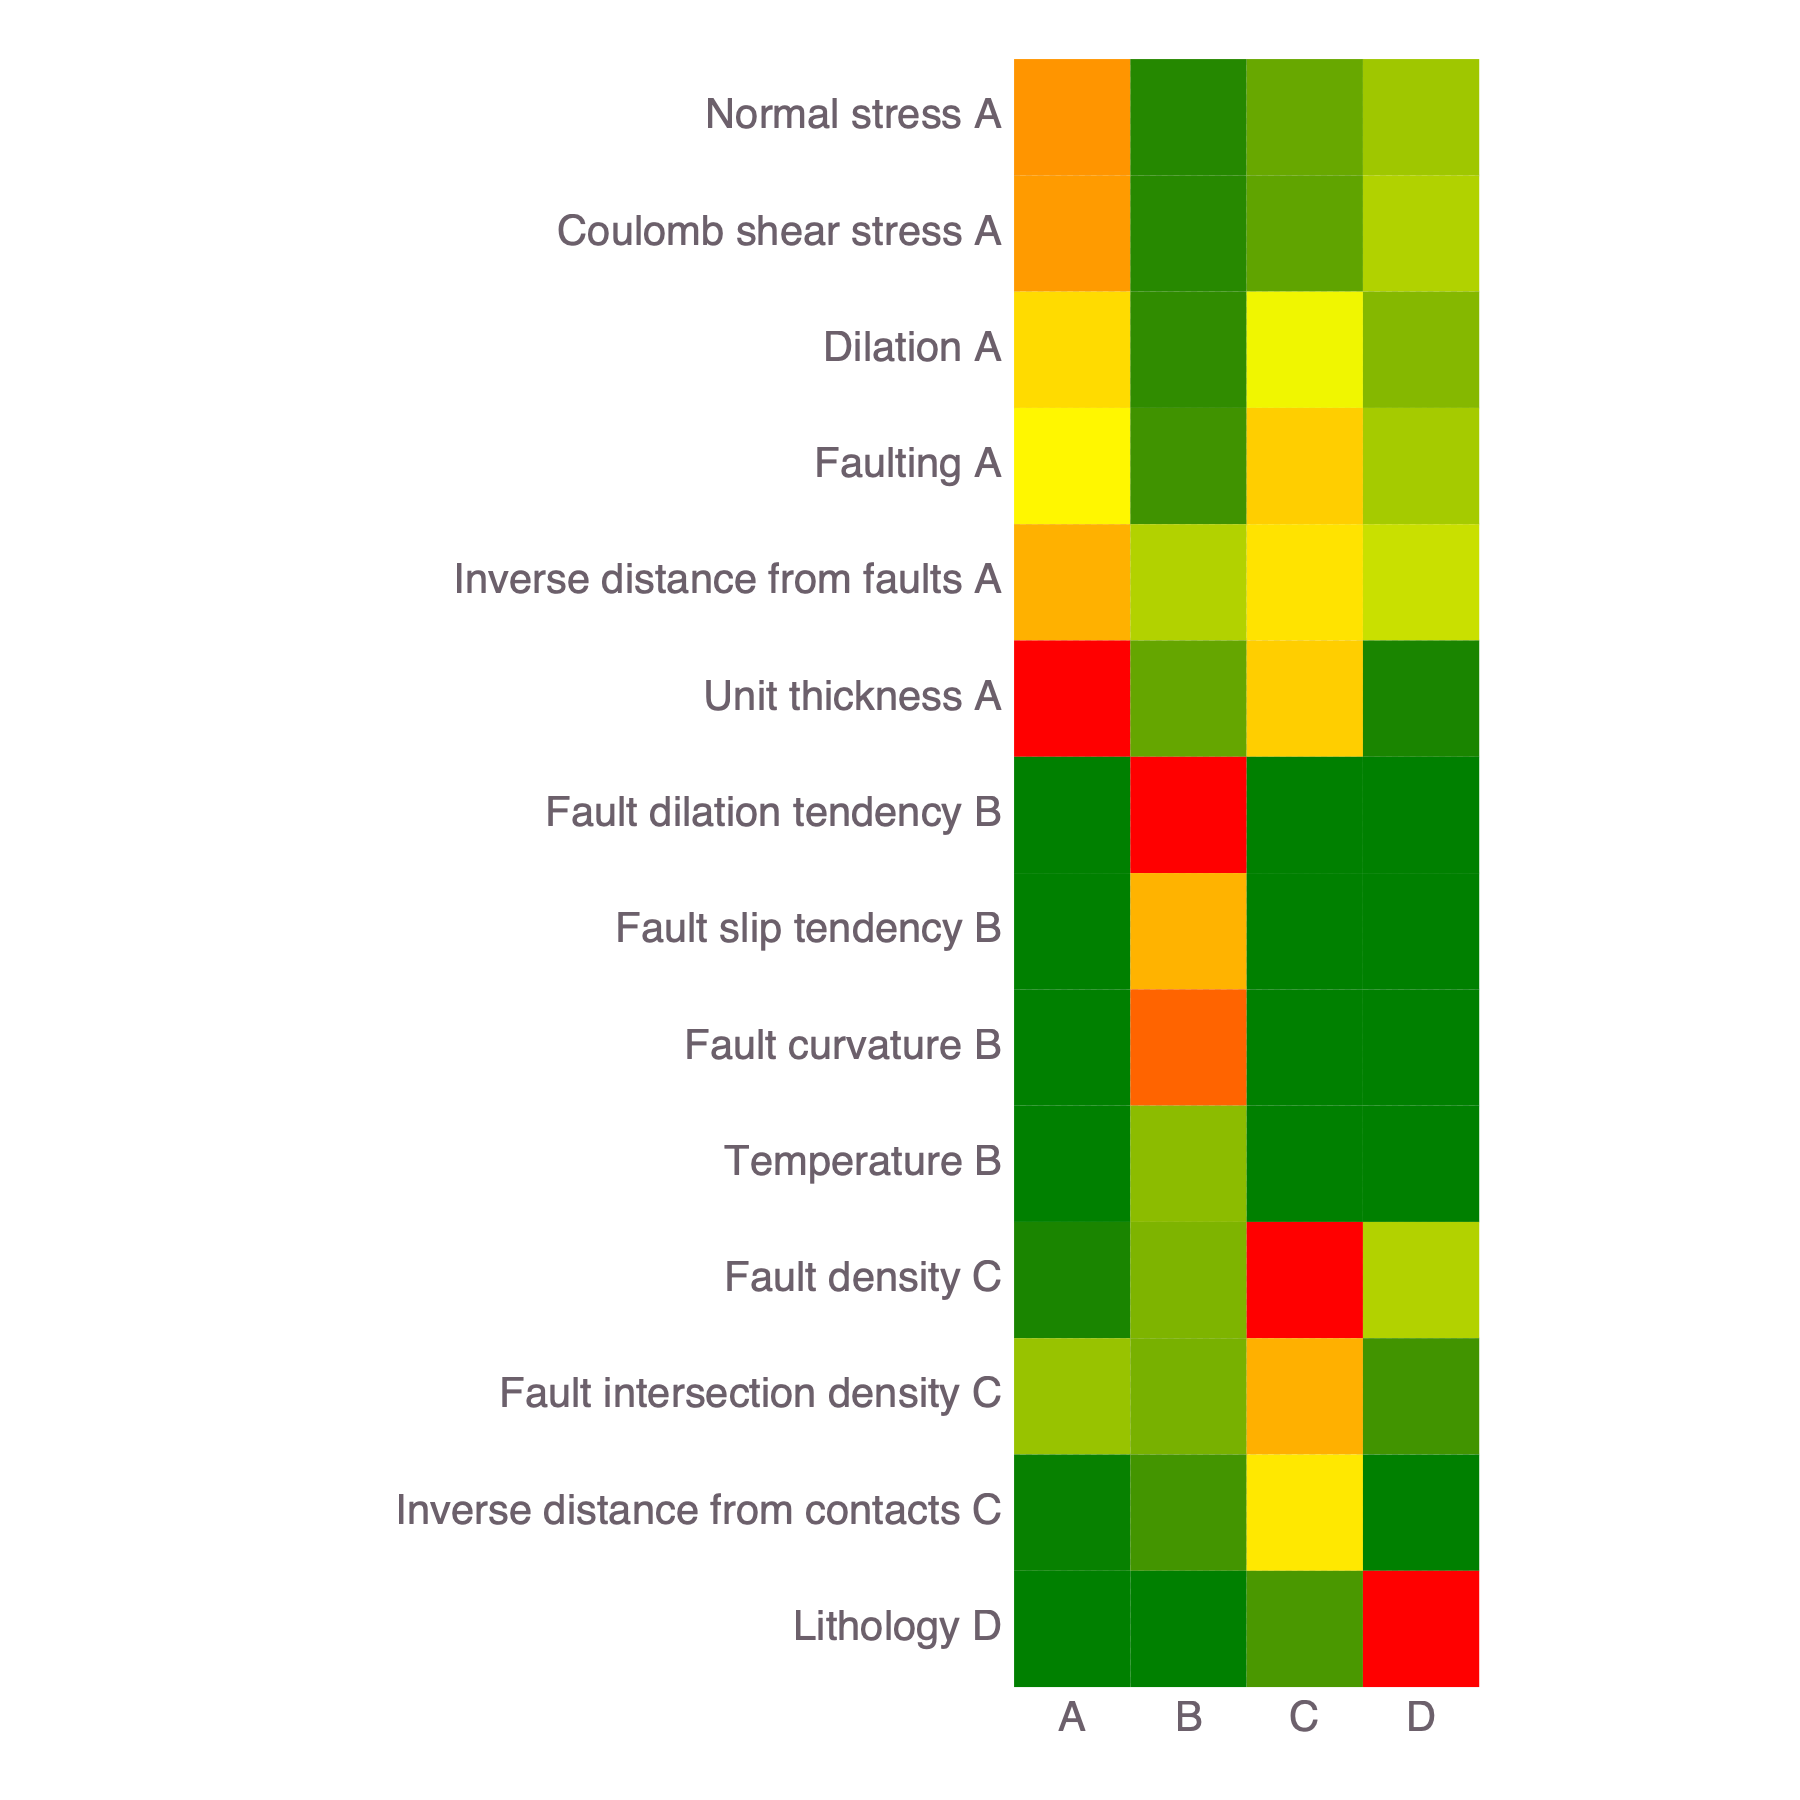 Normal stress A
Coulomb shear stress A
Dilation A
Faulting A
Inverse distance from faults A
Unit thickness A
Fault dilation tendency B
Fault slip tendency B
Fault curvature B
Temperature B
Fault density C
Fault intersection density C
Inverse distance from contacts C
Lithology D
A B C D